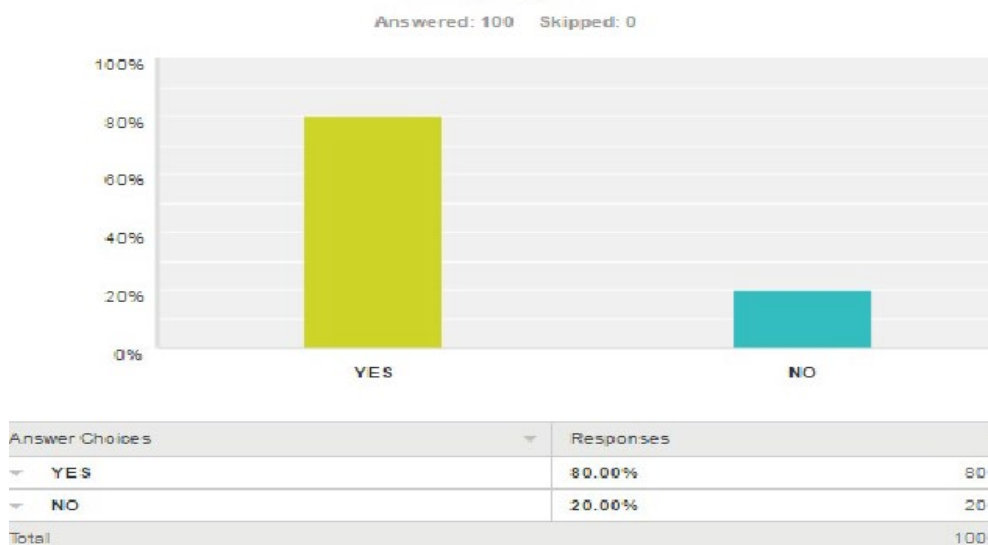 Answered: 100 Skipped: 0
100%
80%
60%
40%
20%
0%
YES NO
Answer Choices Responses
YES 80.00% 80
NO 20.00% 20
Total 100